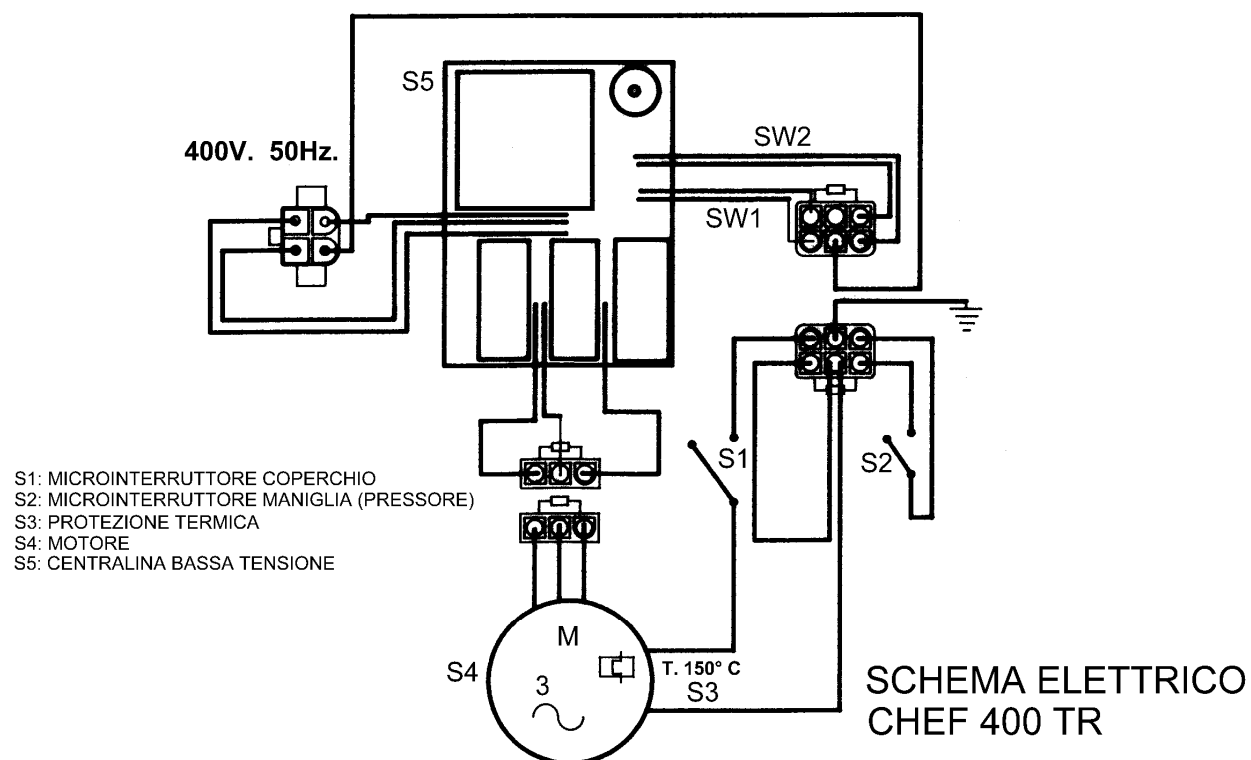 S5
400V. 50Hz.
SW2
SW1
S1
S2
S1: MICROINTERRUTTORE COPERCHIO
S2: MICROINTERRUTTORE MANIGLIA (PRESSORE)
S3: PROTEZIONE TERMICA
S4: MOTORE
S5: CENTRALINA BASSA TENSIONE
M
3
S4
T. 150° C
S3
SCHEMA ELETTRICO
CHEF 400 TR